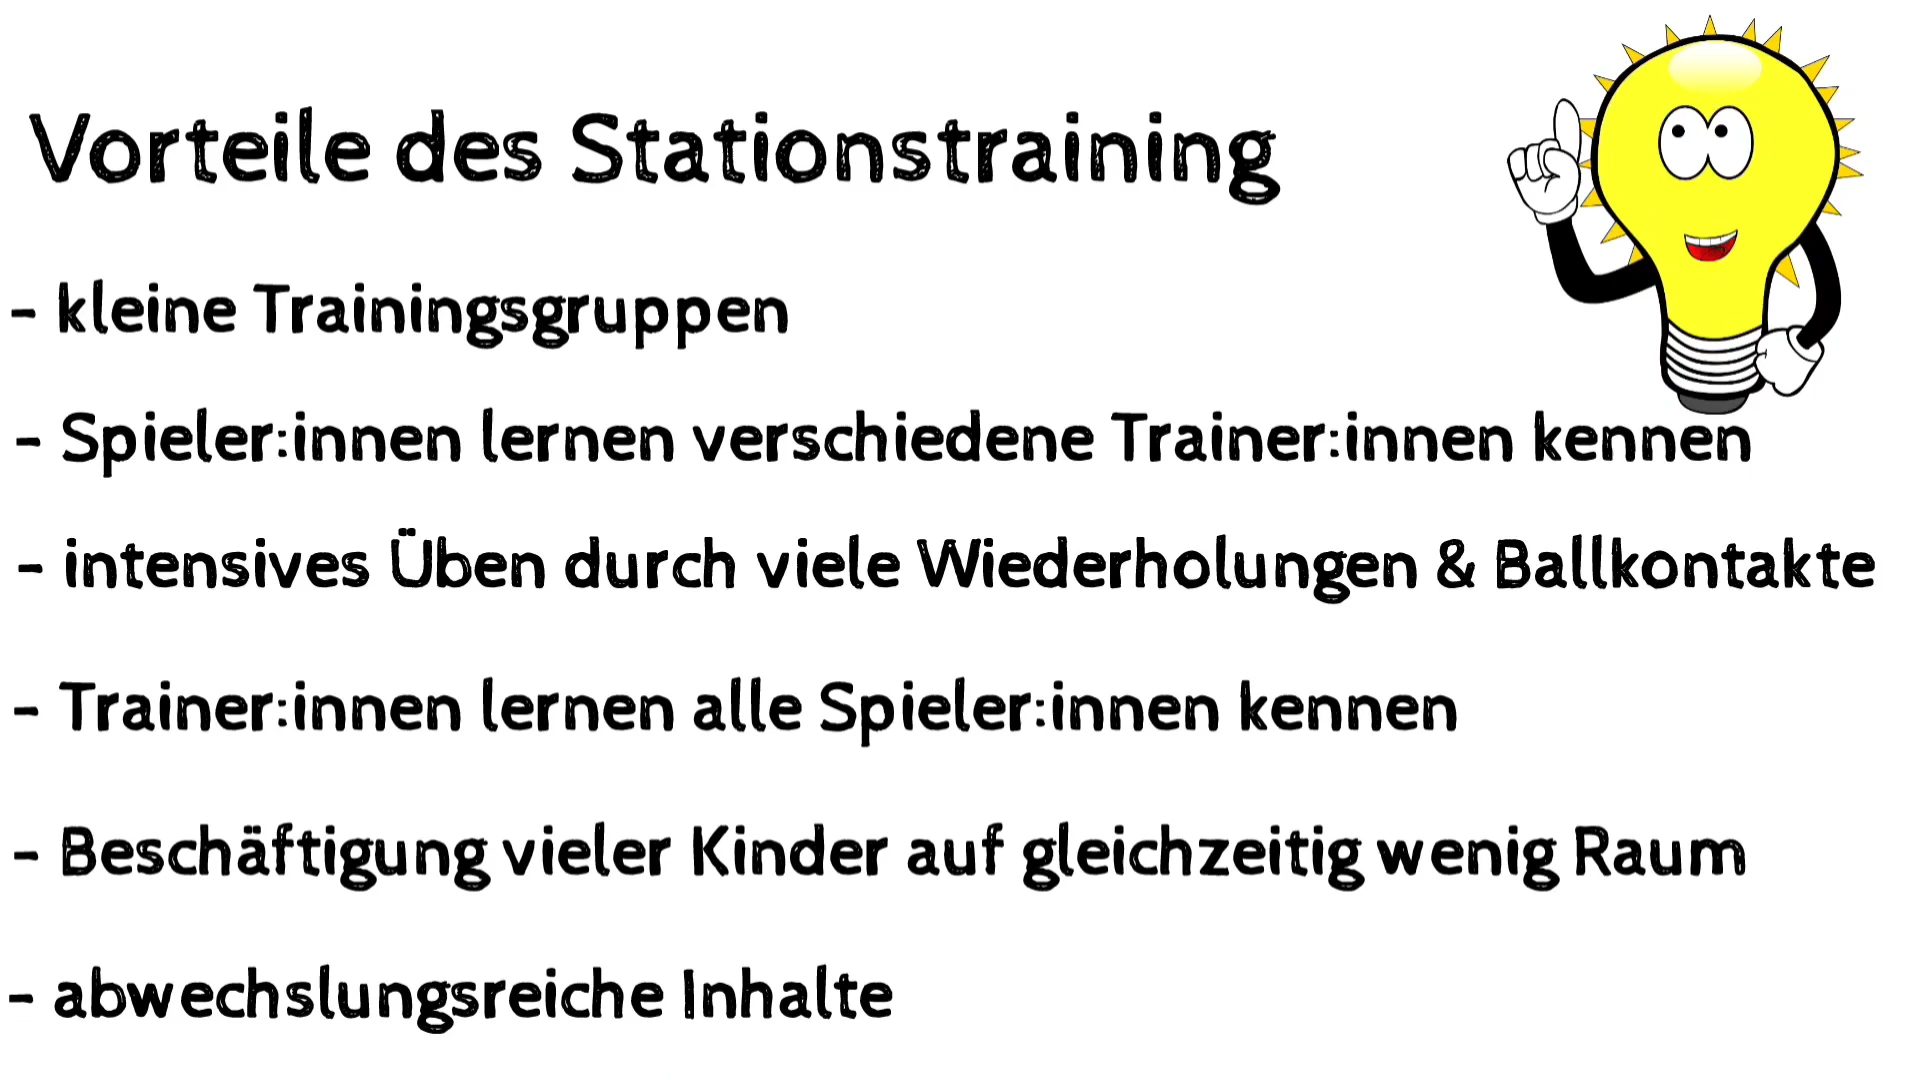 Vorteile des Stationstraining
- kleine Trainingsgruppen
- Spieler:innen lernen verschiedene Trainer:innen kennen
- intensives Üben durch viele Wiederholungen & Ballkontakte
- Trainer:innen lernen alle Spieler:innen kennen
- Beschäftigung vieler Kinder auf gleichzeitig wenig Raum
- abwechslungsreiche Inhalte